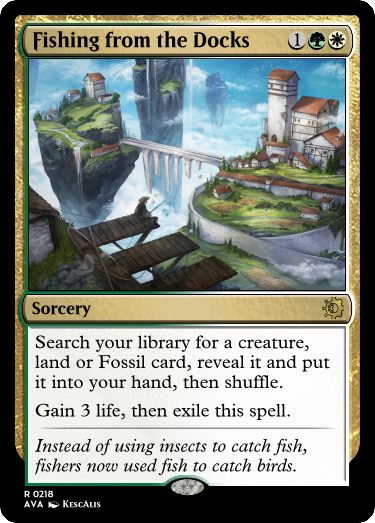 Fishing from the Docks 1
Sorcery
Search your library for a creature,
land or Fossil card, reveal it and put
it into your hand, then shuffle.
Gain 3 life, then exile this spell.
Instead of using insects to catch fish,
fishers now used fish to catch birds.
R 0218
AVA KescAlis